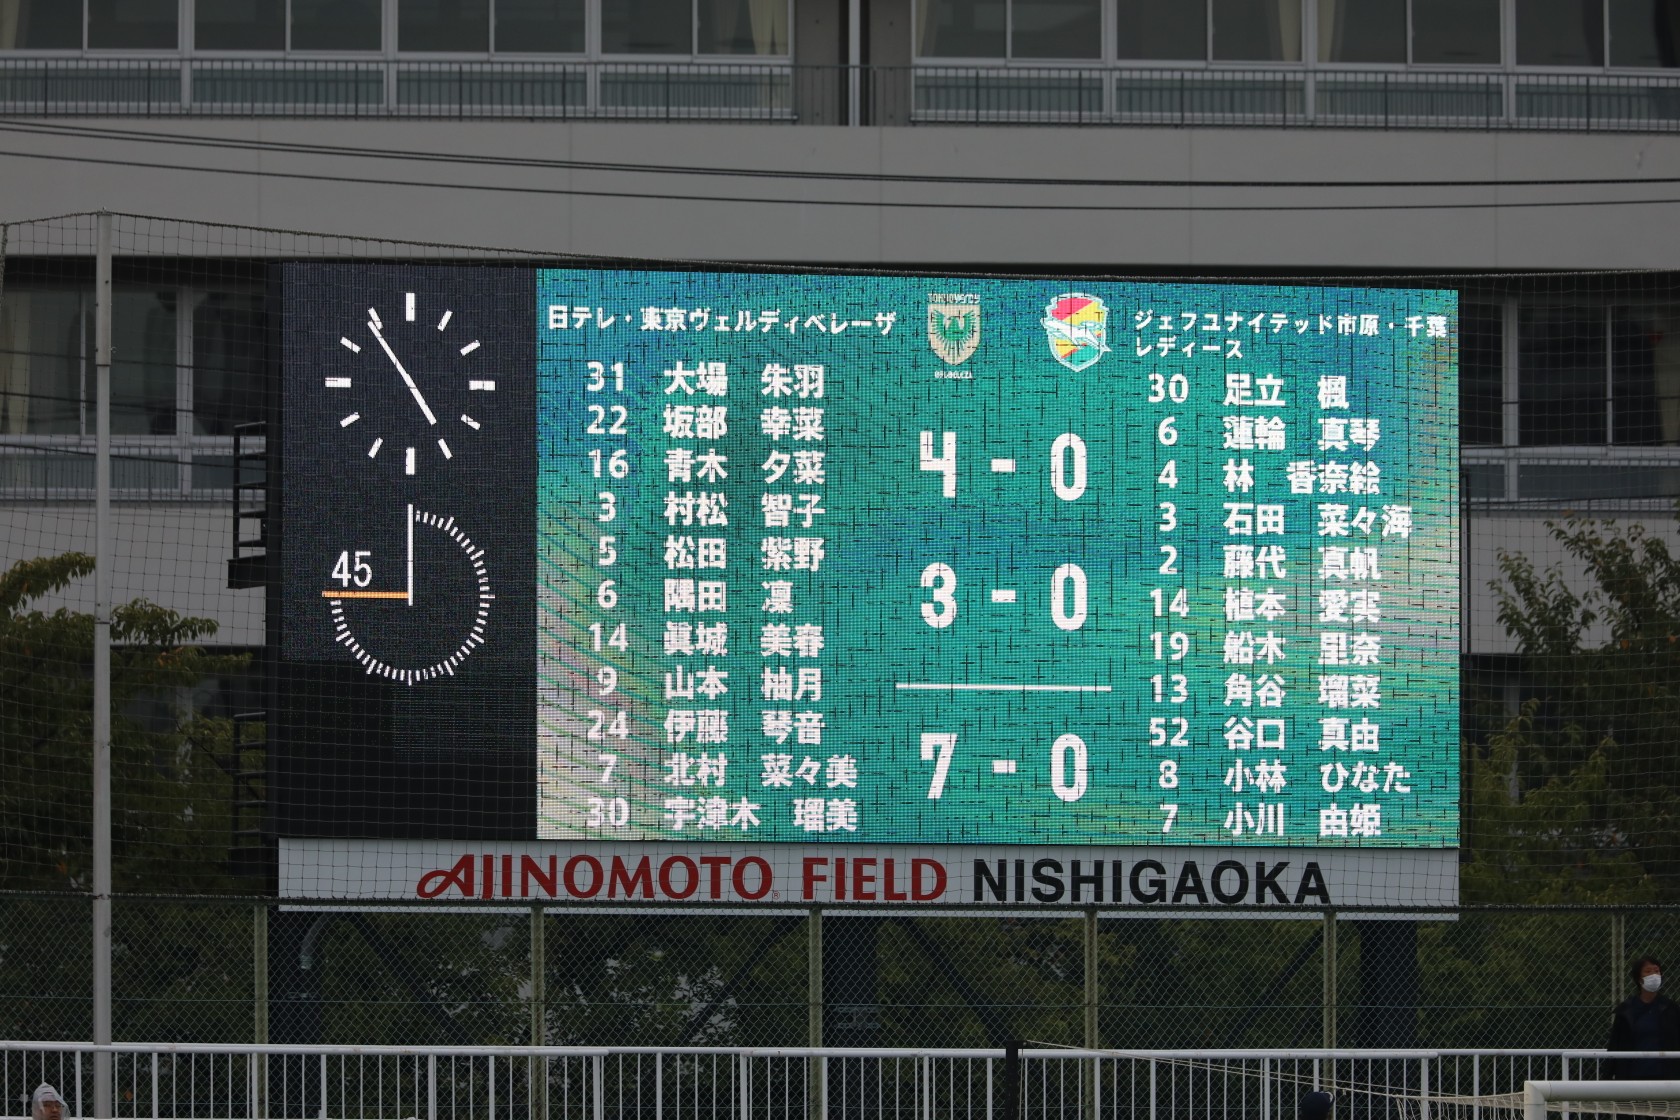 45
日テレ・東京ヴェルディベレーザ
31 大場 朱羽
22 坂部 幸菜
16 青木 夕菜
3 村松 智子
5 松田 紫野
6 隅田 凜
14 眞城 美春
9 山本 柚月
24 伊藤 琴音
7 北村 菜々美
30 宇津木 瑠美
4 - 0
3 - 0
7 - 0
ジェフユナイテッド市原・千葉
レディース
30 足立 楓
6 蓮輪 真琴
4 林 香奈絵
3 石田 菜々海
2 藤代 真帆
14 植本 愛実
19 船木 里奈
13 角谷 瑠菜
52 谷口 真由
8 小林 ひなた
7 小川 由姫
AJINOMOTO FIELD NISHIGAOKA